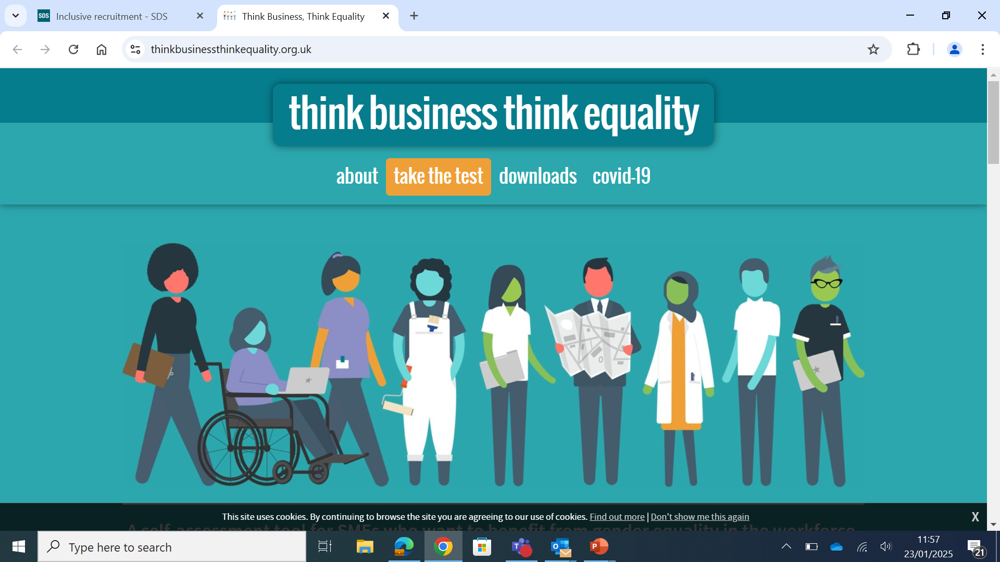 SDS Inclusive recruitment - SDS
Think Business, Think Equality
thinkbusinessthinkequality.org.uk
think business think equality
about take the test downloads covid-19
This site uses cookies. By continuing to browse the site you are agreeing to our use of cookies. Find out more | Don't show me this again X
A self-assessment tool for SMEs who want to benefit from gender equality in the workforce
Type here to search
11:57
23/01/2025
21